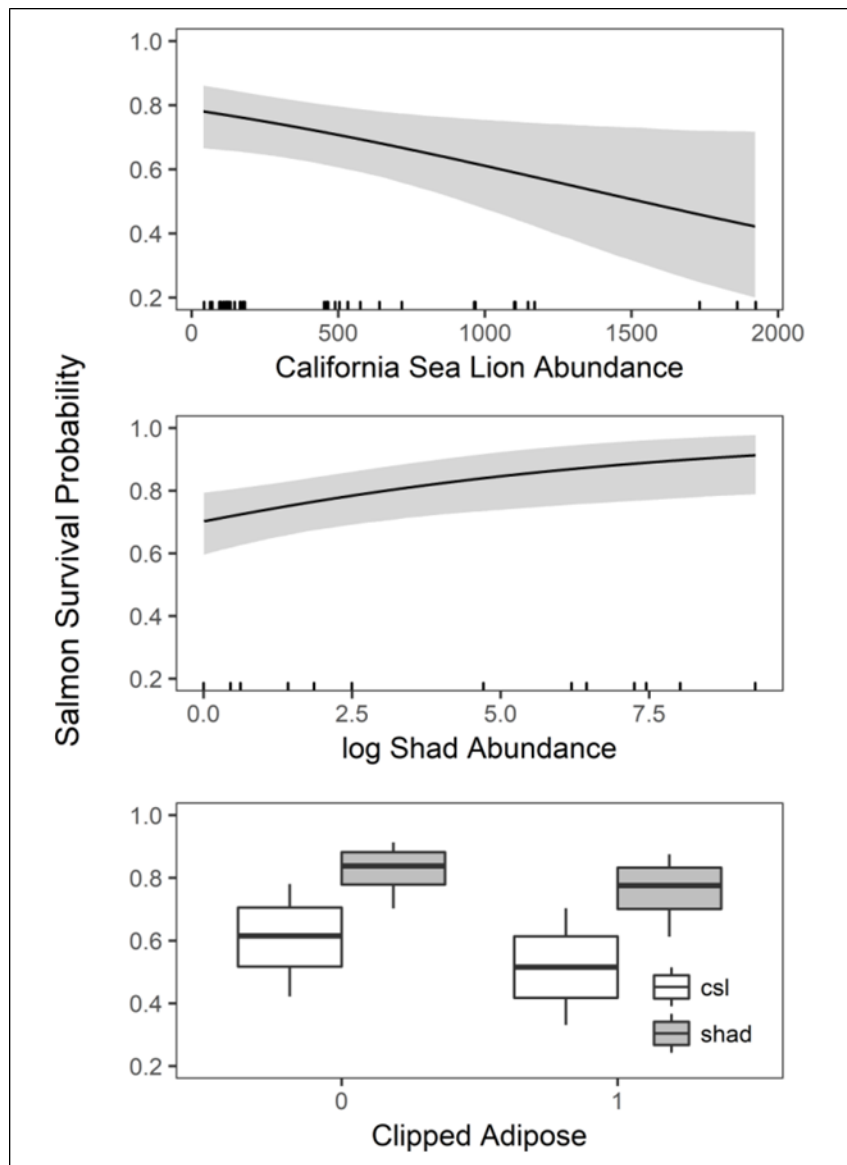 1.0
0.8
0.6
0.4
0.2
0 500 1000 1500 2000
California Sea Lion Abundance
Salmon Survival Probability
1.0
0.8
0.6
0.4
0.2
0.0 2.5 5.0 7.5
log Shad Abundance
1.0
0.8
0.6
0.4
0.2
csl
shad
0 1
Clipped Adipose